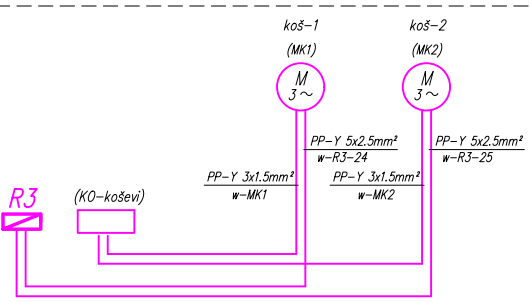 koš-1
koš-2
(MK1)
(MK2)
M
3~
M
3~
PP-Y 5x2.5mm²
w-R3-24
PP-Y 5x2.5mm²
w-R3-25
PP-Y 3x1.5mm²
w-MK1
PP-Y 3x1.5mm²
w-MK2
R3
(KO-koševi)